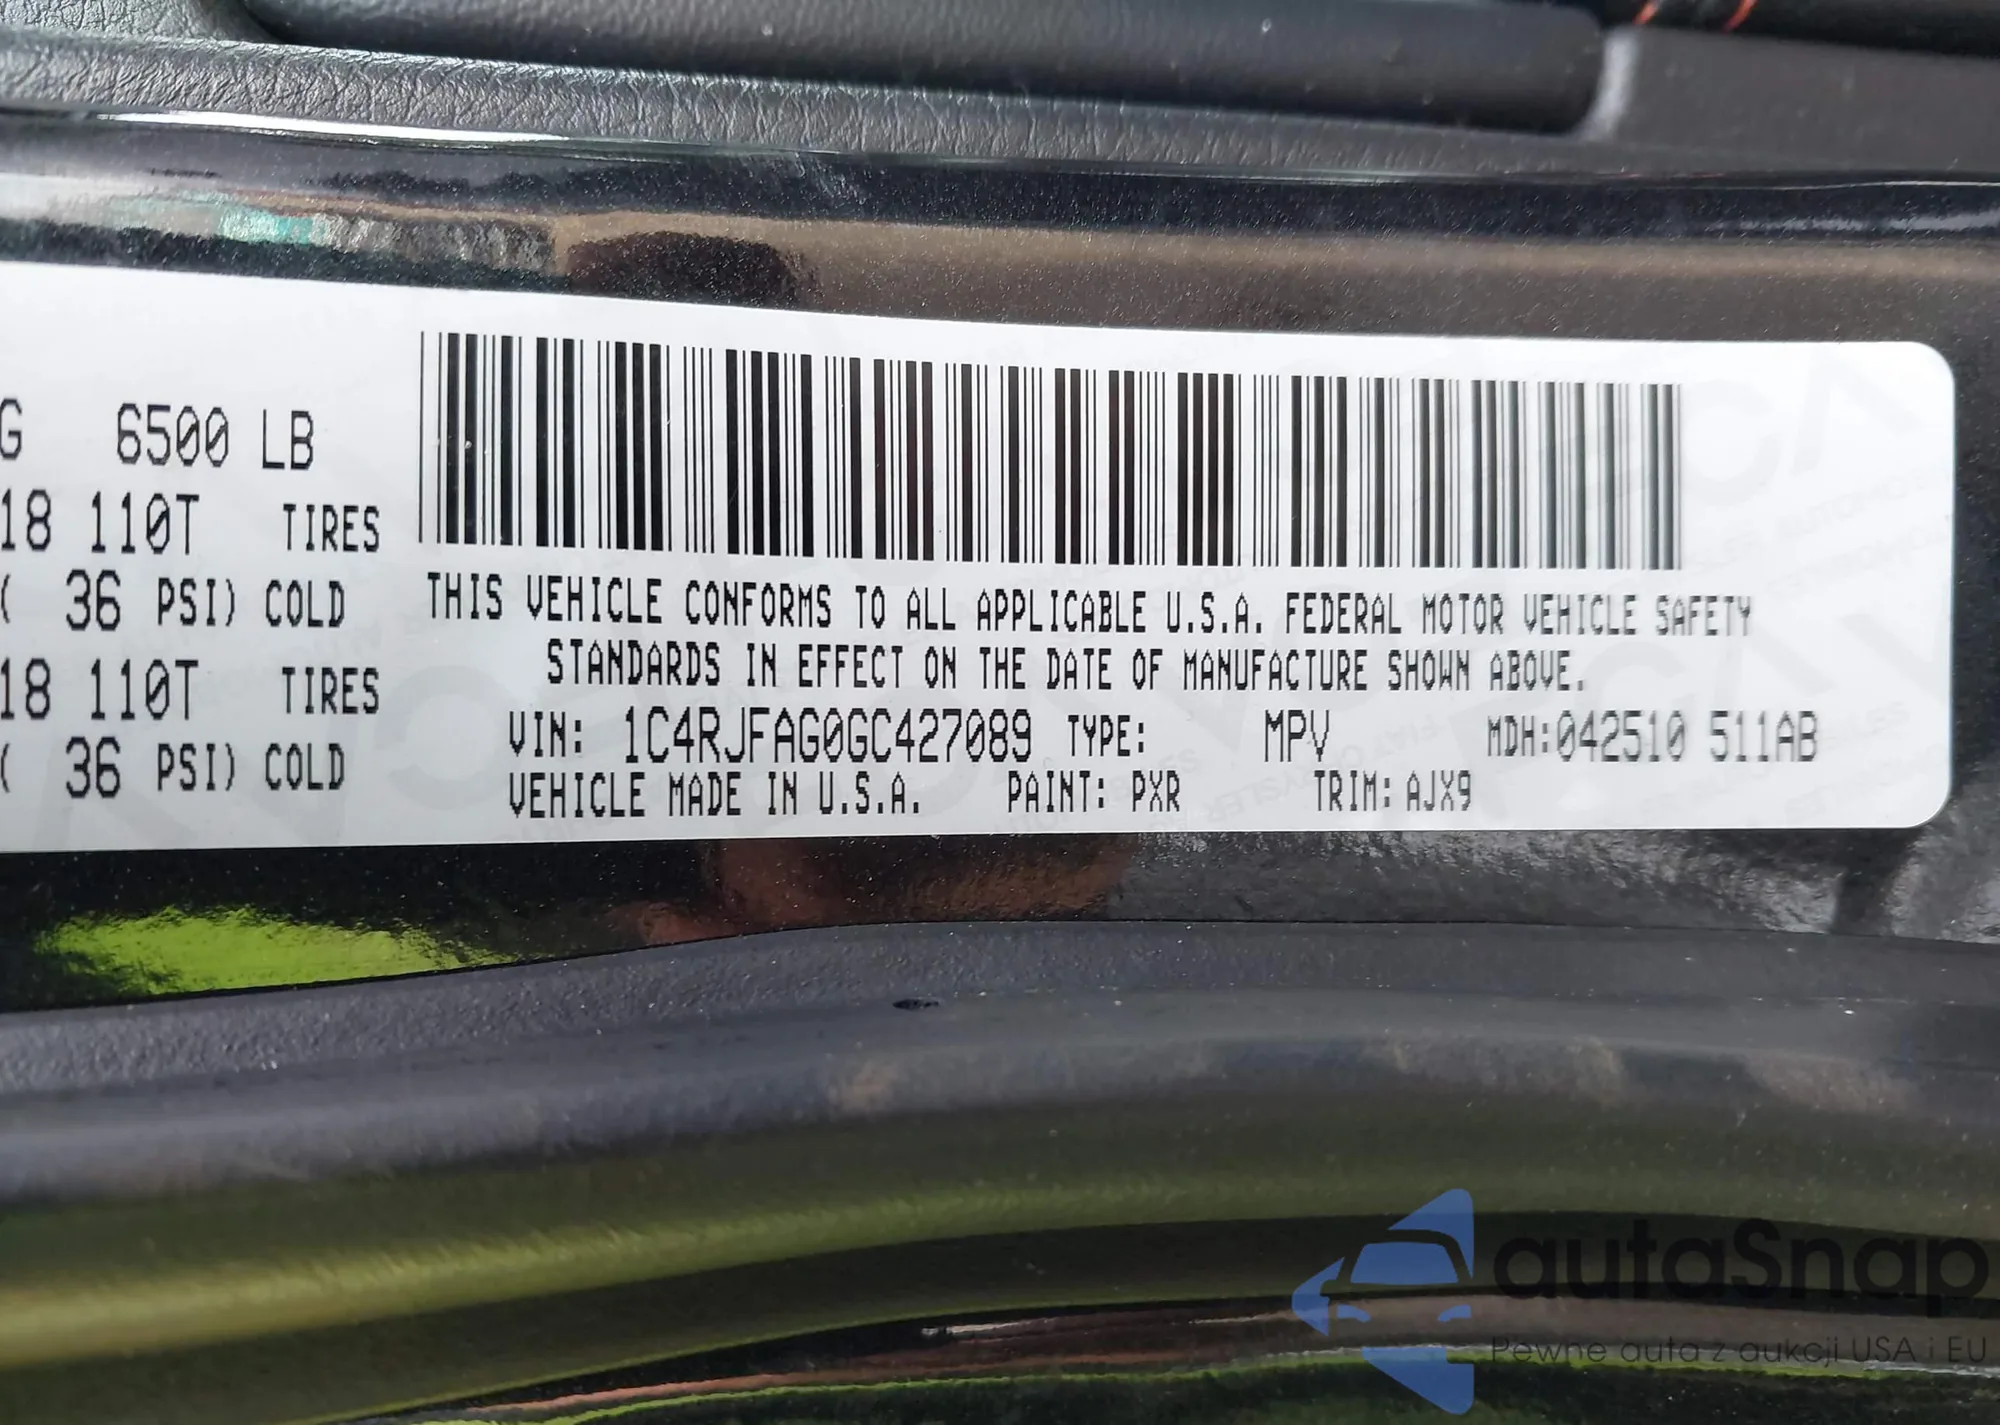 G 6500 LB
18 110T TIRES
( 36 PSI) COLD
18 110T TIRES
( 36 PSI) COLD
THIS VEHICLE CONFORMS TO ALL APPLICABLE U.S.A. FEDERAL MOTOR VEHICLE SAFETY
STANDARDS IN EFFECT ON THE DATE OF MANUFACTURE SHOWN ABOVE.
VIN: 1C4RJFAG0GC427089 TYPE: MPV MDH:042510 511AB
VEHICLE MADE IN U.S.A. PAINT: PXR TRIM: AJX9
autaSnap
Pewne auta z aukcji USA i EU